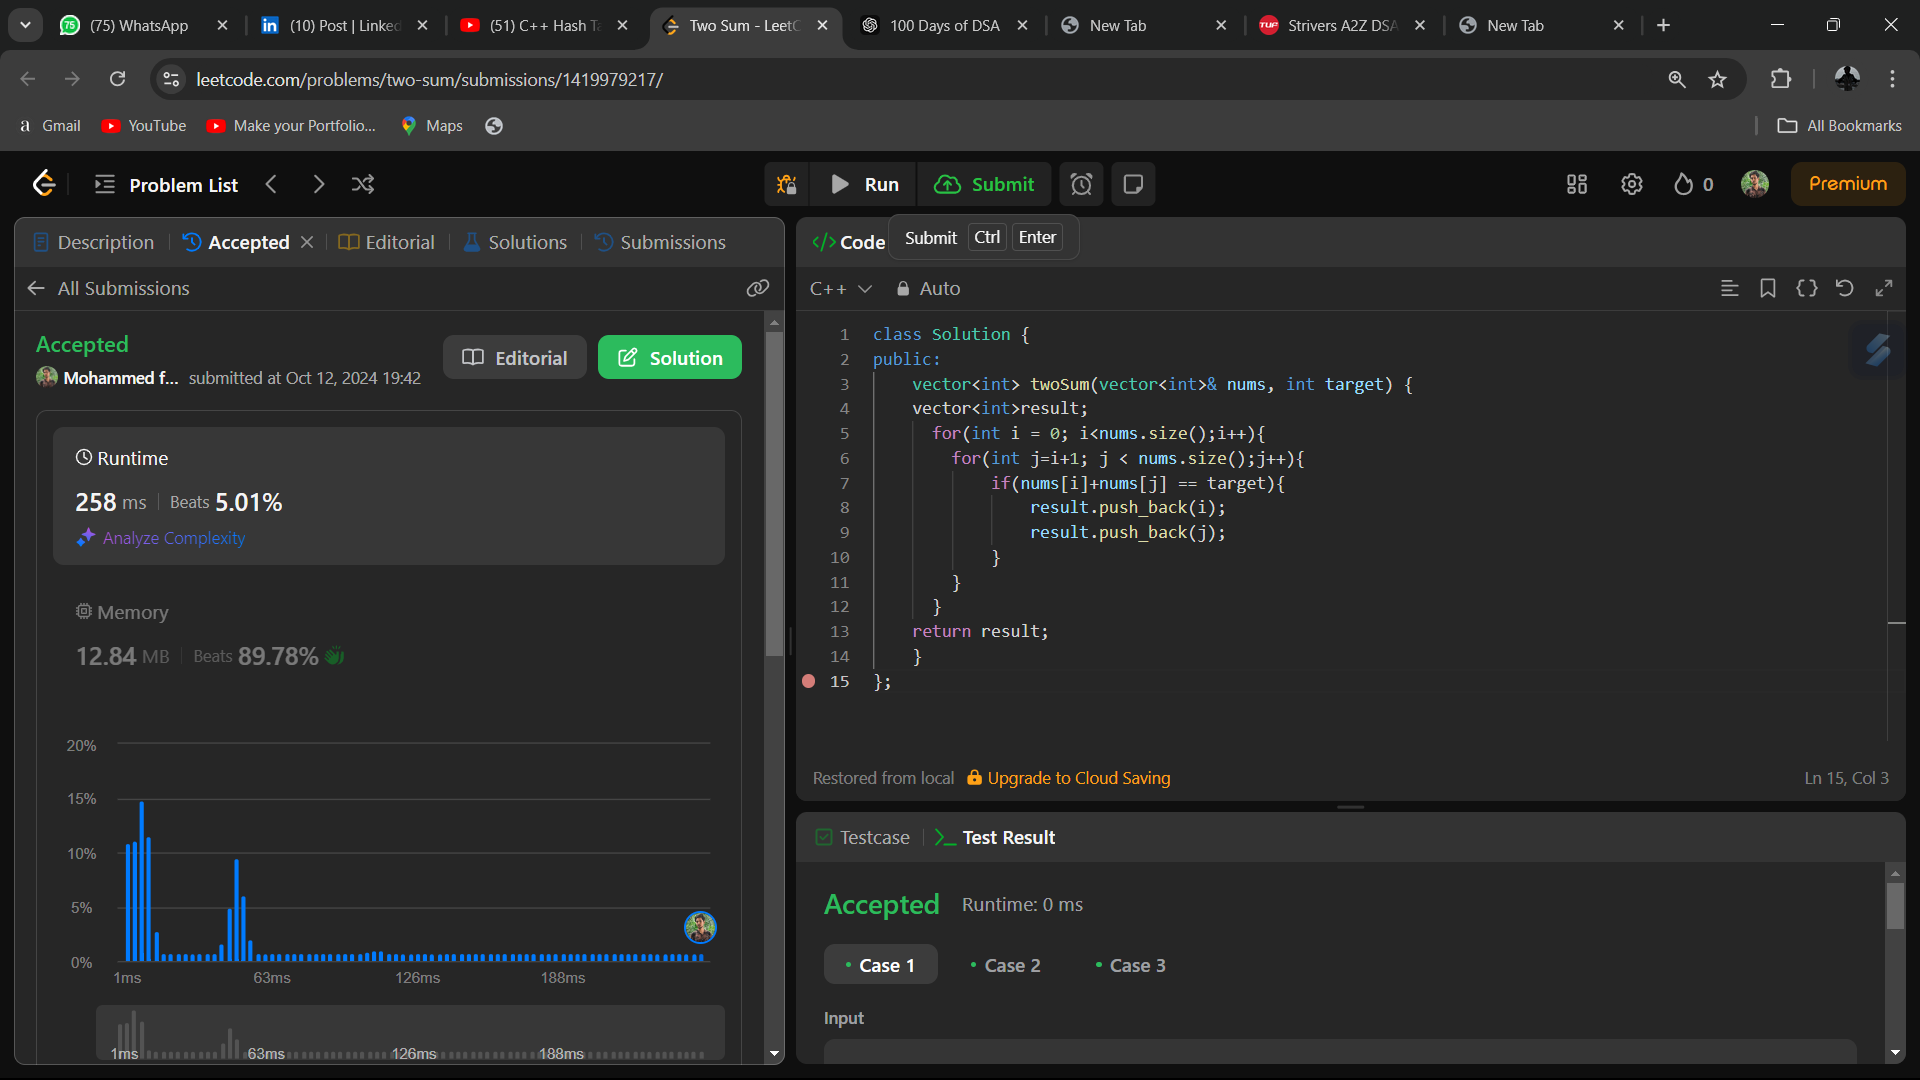 (75) WhatsApp
(10) Post | Linked
(51) C++ Hash Ta
Two Sum - LeetC
100 Days of DSA
New Tab
Strivers A2Z DSA
New Tab
leetcode.com/problems/two-sum/submissions/1419979217/
Gmail
YouTube
Make your Portfolio...
Maps
All Bookmarks
Problem List
Run
Submit
0
Premium
Description
Accepted
Editorial
Solutions
Submissions
</> Code
Submit Ctrl Enter
All Submissions
C++
Auto
Accepted
Mohammed f... submitted at Oct 12, 2024 19:42
Editorial
Solution
Runtime
258 ms Beats 5.01%
Analyze Complexity
Memory
12.84 MB Beats 89.78%
20%
15%
10%
5%
0%
1ms 63ms 126ms 188ms
1ms 63ms 126ms 188ms
1 class Solution {
2 public:
3 vector<int> twoSum(vector<int>& nums, int target) {
4 vector<int>result;
5 for(int i = 0; i<nums.size();i++){
6 for(int j=i+1; j < nums.size();j++){
7 if(nums[i]+nums[j] == target){
8 result.push_back(i);
9 result.push_back(j);
10 }
11 }
12 }
13 return result;
14 }
15 };
Restored from local Upgrade to Cloud Saving
Ln 15, Col 3
Testcase
Test Result
Accepted Runtime: 0 ms
Case 1
Case 2
Case 3
Input